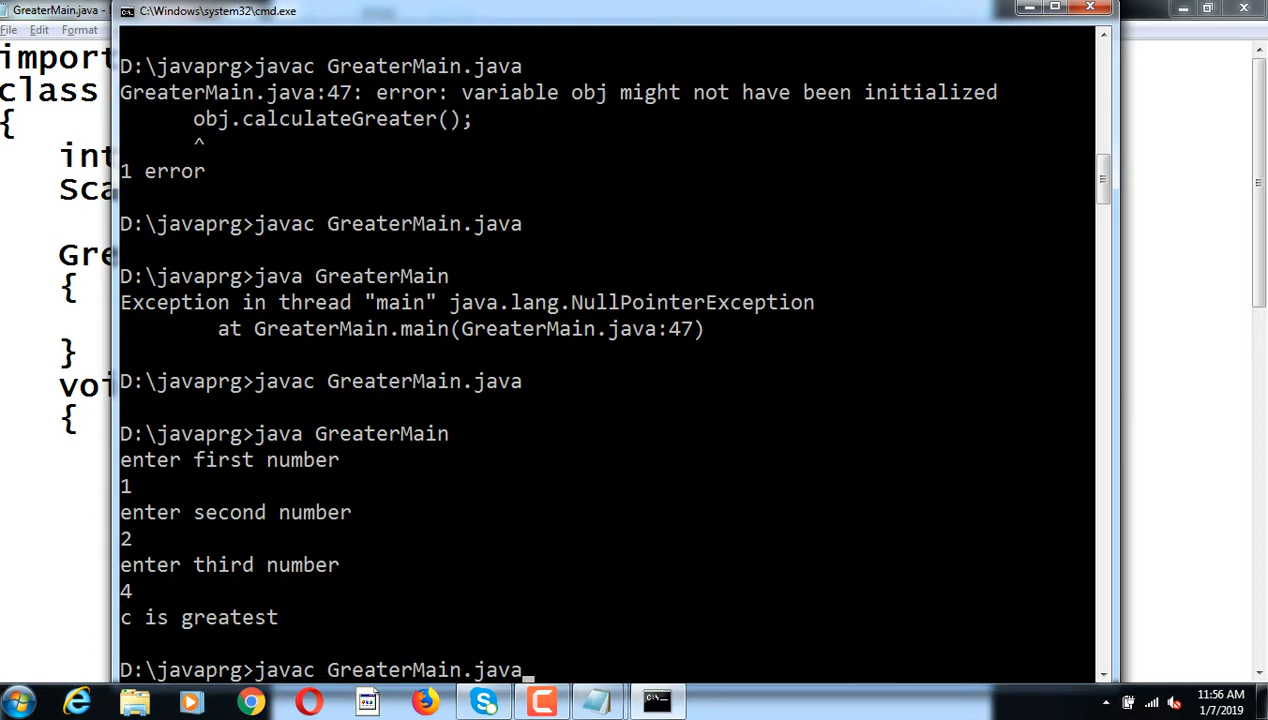 GreaterMain.java -
C:\Windows\system32\cmd.exe
File Edit Format
import
class
{
int
Sca
Gre
{
}
voi
{
D:\javaprg>javac GreaterMain.java
GreaterMain.java:47: error: variable obj might not have been initialized
obj.calculateGreater();
^
1 error
D:\javaprg>javac GreaterMain.java
D:\javaprg>java GreaterMain
Exception in thread "main" java.lang.NullPointerException
at GreaterMain.main(GreaterMain.java:47)
D:\javaprg>javac GreaterMain.java
D:\javaprg>java GreaterMain
enter first number
1
enter second number
2
enter third number
4
c is greatest
D:\javaprg>javac GreaterMain.java_
11:56 AM
1/7/2019